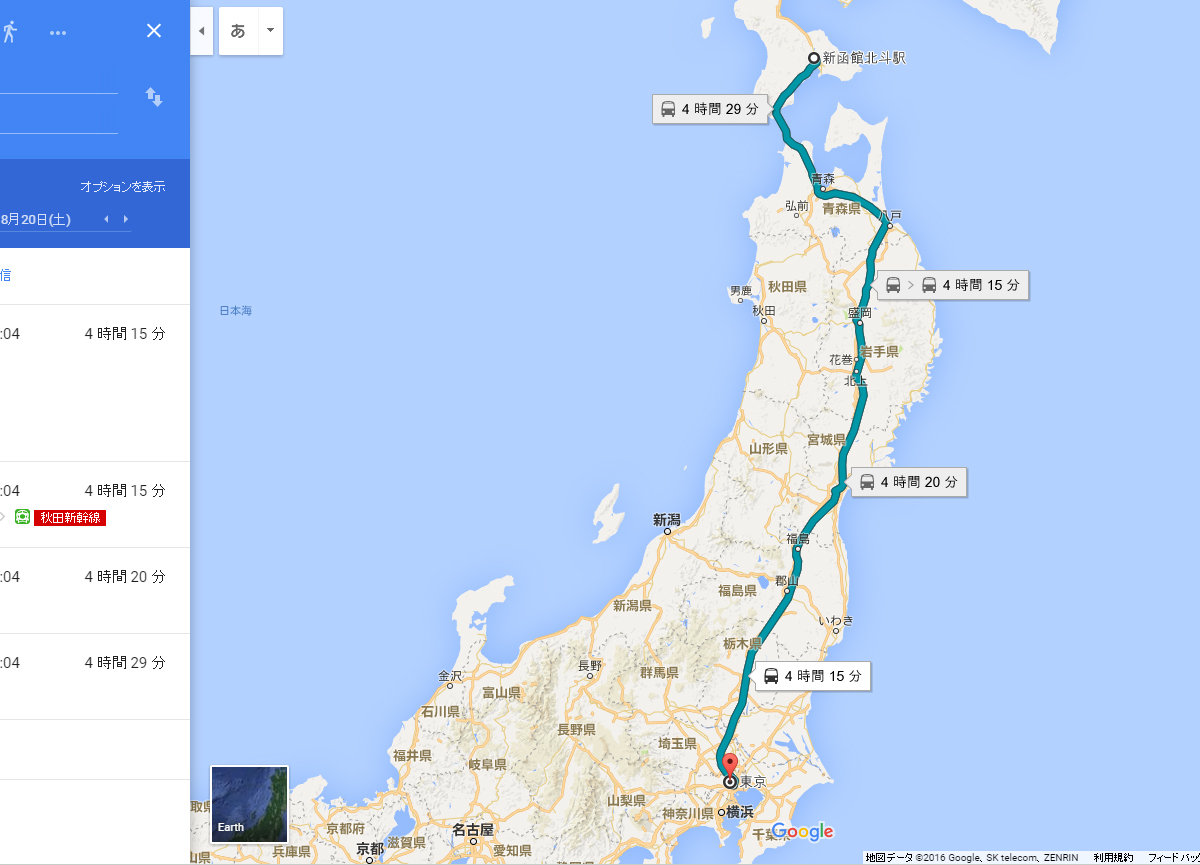 オプションを表示
8月20日(土)
信
:04 4 時間 15 分
:04 4 時間 15 分
秋田新幹線
:04 4 時間 20 分
:04 4 時間 29 分
あ
新函館北斗駅
4 時間 29 分
青森
弘前
青森県
八戸
4 時間 15 分
男鹿
秋田県
日本海
秋田
盛岡
花巻
岩手県
北上
宮城県
山形県
4 時間 20 分
新潟
福島
郡山
福島県
新潟県
いわき
栃木県
長野
群馬県
金沢
4 時間 15 分
富山県
石川県
長野県
埼玉県
福井県
岐阜県
東京
山梨県
神奈川県
横浜
千葉県
Google
Earth
取県
京都府
名古屋
滋賀県
京都
兵庫県
愛知県
静岡県
山県
地図データ ©2016 Google、SK telecom、ZENRIN 利用規約 フィードバッ